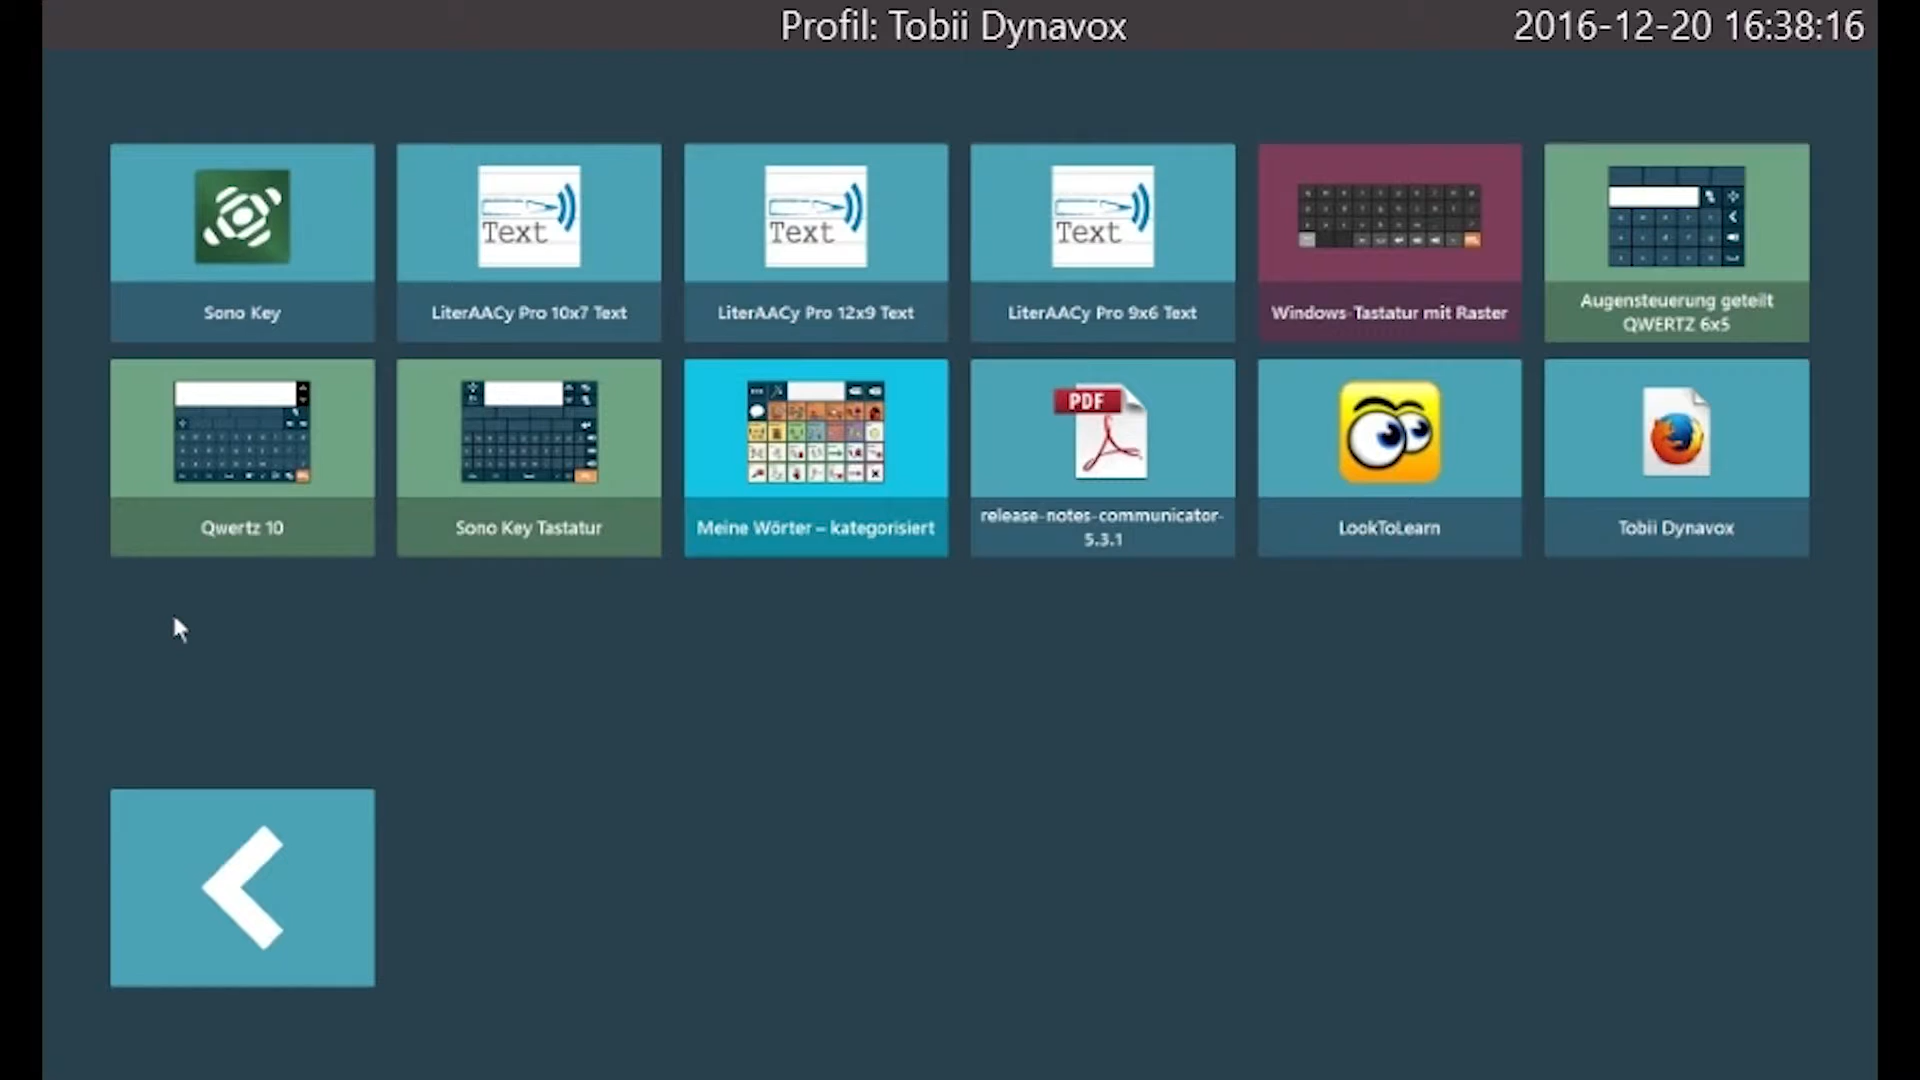 Profil: Tobii Dynavox
2016-12-20 16:38:16
Text
Text
Text
Sono Key
LiterAACy Pro 10x7 Text
LiterAACy Pro 12x9 Text
LiterAACy Pro 9x6 Text
Windows-Tastatur mit Raster
Augensteuerung geteilt
QWERTZ 6x5
PDF
Qwertz 10
Sono Key Tastatur
Meine Wörter – kategorisiert
release-notes-communicator-
5.3.1
LookToLearn
Tobii Dynavox